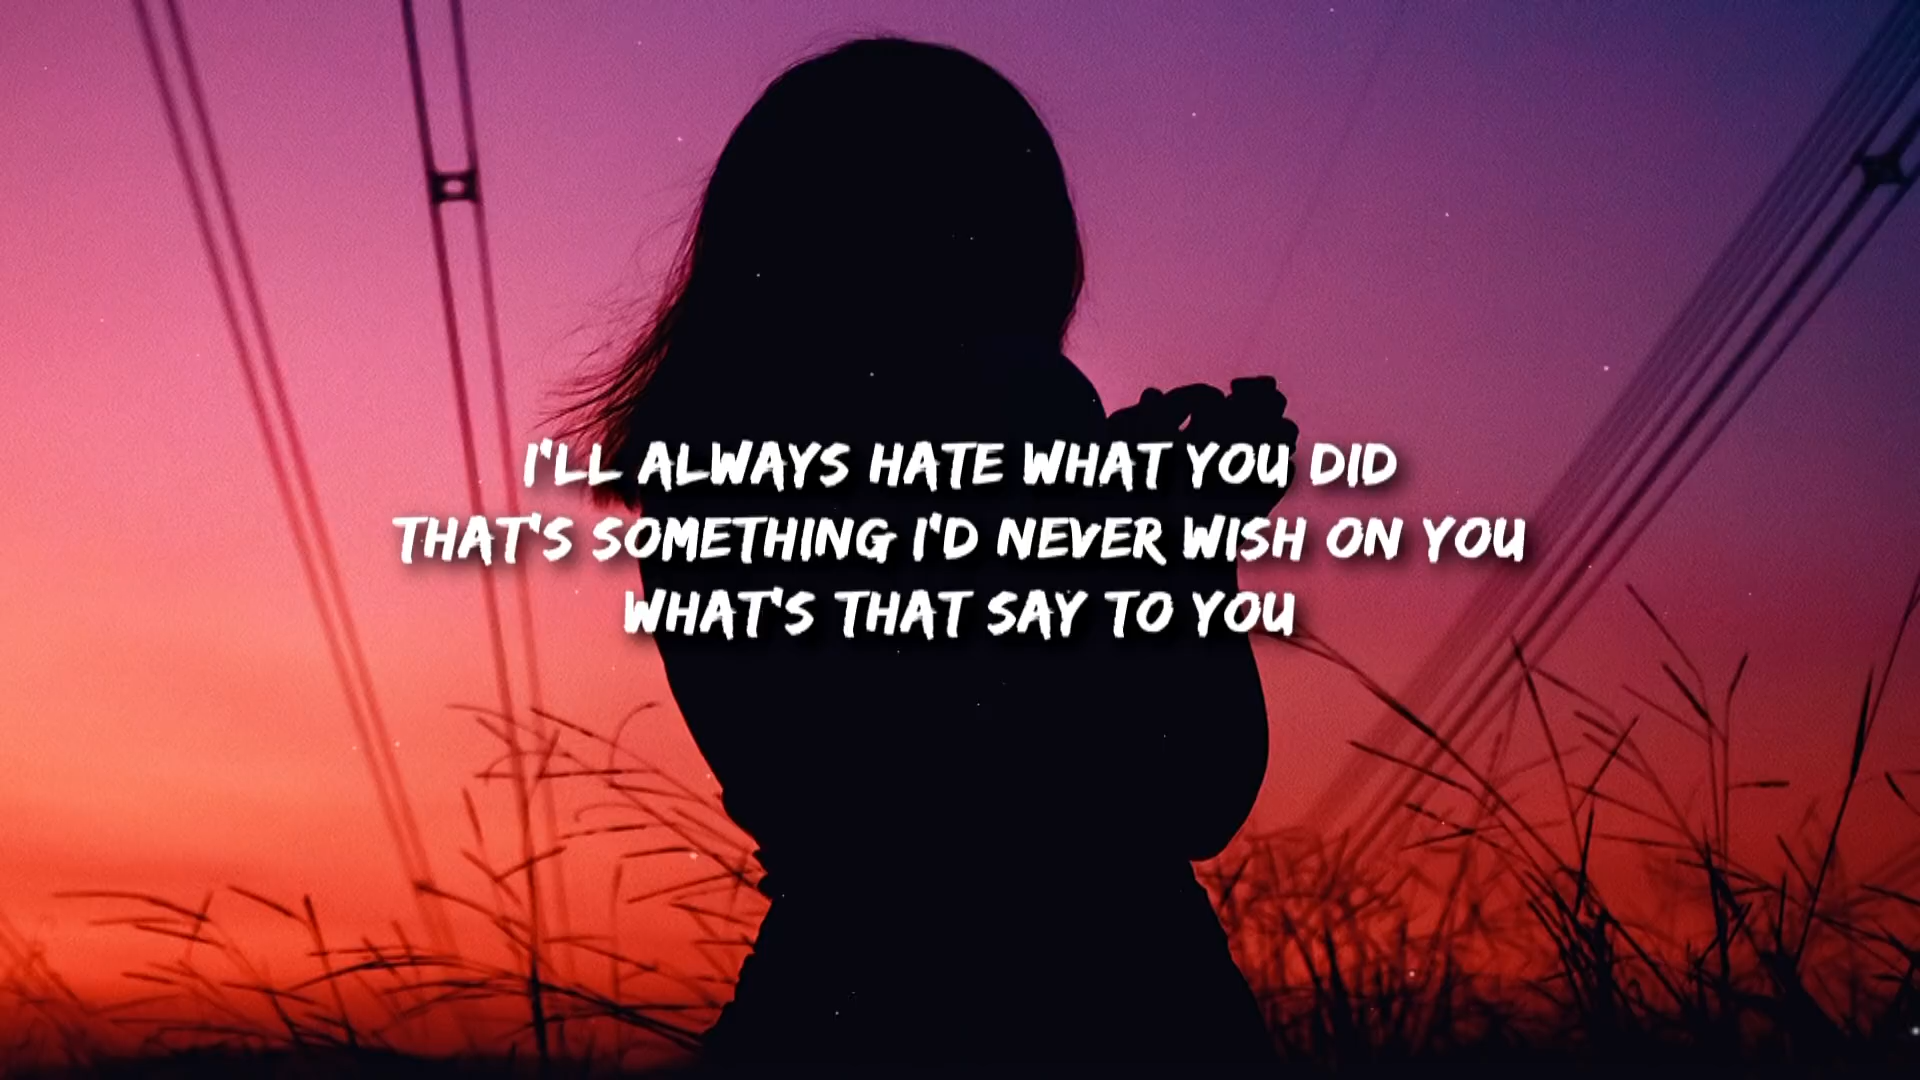 I'LL ALWAYS HATE WHAT YOU DID
THAT'S SOMETHING I'D NEVER WISH ON YOU
WHAT'S THAT SAY TO YOU